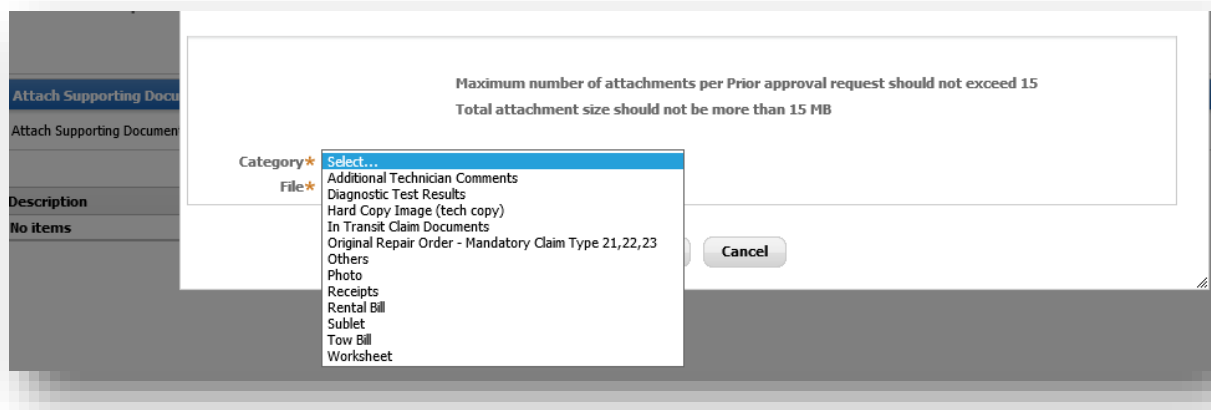 Maximum number of attachments per Prior approval request should not exceed 15
Total attachment size should not be more than 15 MB
Attach Supporting Docu
Attach Supporting Documen
Description
No items
Category*
File*
Select...
Additional Technician Comments
Diagnostic Test Results
Hard Copy Image (tech copy)
In Transit Claim Documents
Original Repair Order - Mandatory Claim Type 21,22,23
Others
Photo
Receipts
Rental Bill
Sublet
Tow Bill
Worksheet
Cancel